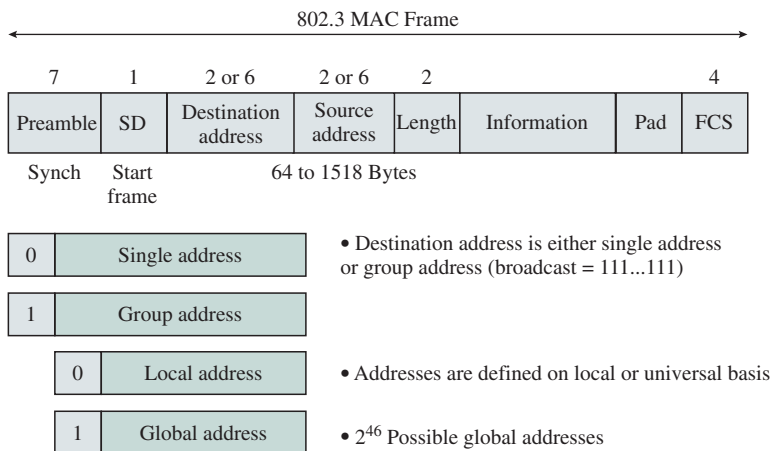 802.3 MAC Frame
7 1 2 or 6 2 or 6 2 4
Preamble SD Destination address Source address Length Information Pad FCS
Synch Start frame 64 to 1518 Bytes
0 Single address
• Destination address is either single address
or group address (broadcast = 111...111)
1 Group address
0 Local address
• Addresses are defined on local or universal basis
1 Global address
• 2⁴⁶ Possible global addresses